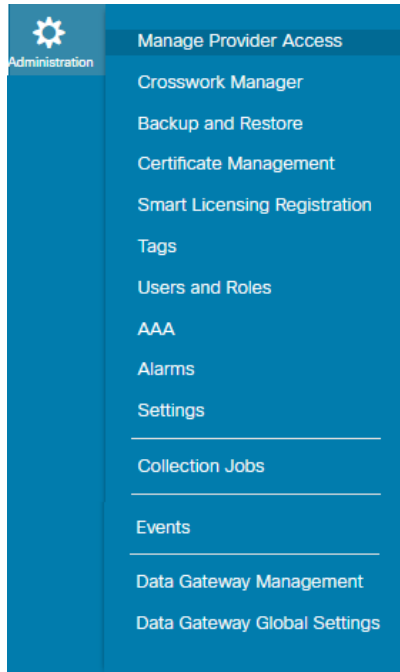 Administration
Manage Provider Access
Crosswork Manager
Backup and Restore
Certificate Management
Smart Licensing Registration
Tags
Users and Roles
AAA
Alarms
Settings
Collection Jobs
Events
Data Gateway Management
Data Gateway Global Settings